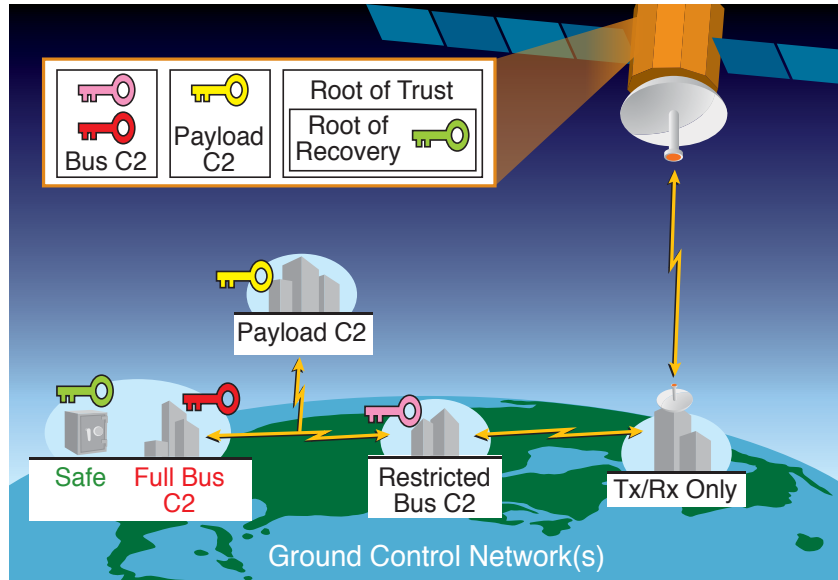 Bus C2
Payload
C2
Root of Trust
Root of
Recovery
Payload C2
Safe
Full Bus
C2
Restricted
Bus C2
Tx/Rx Only
Ground Control Network(s)